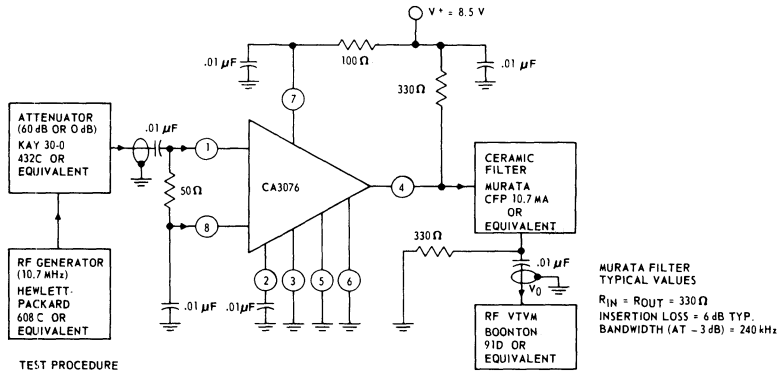 V+ = 8.5 V
.01 µF
100 Ω
.01 µF
330 Ω
7
ATTENUATOR
(60 dB OR 0 dB)
KAY 30-0
432C OR
EQUIVALENT
.01 µF
1
50 Ω
CA3076
4
CERAMIC
FILTER
MURATA
CFP 10.7 MA
OR
EQUIVALENT
8
330 Ω
RF GENERATOR
(10.7 MHz)
HEWLETT-
PACKARD
608 C OR
EQUIVALENT
2
3
5
6
.01 µF
.01 µF
.01 µF
V0
MURATA FILTER
TYPICAL VALUES
RIN = ROUT = 330 Ω
INSERTION LOSS = 6 dB TYP.
BANDWIDTH (AT – 3 dB) = 240 kHz
RF VTVM
BOONTON
91D OR
EQUIVALENT
TEST PROCEDURE